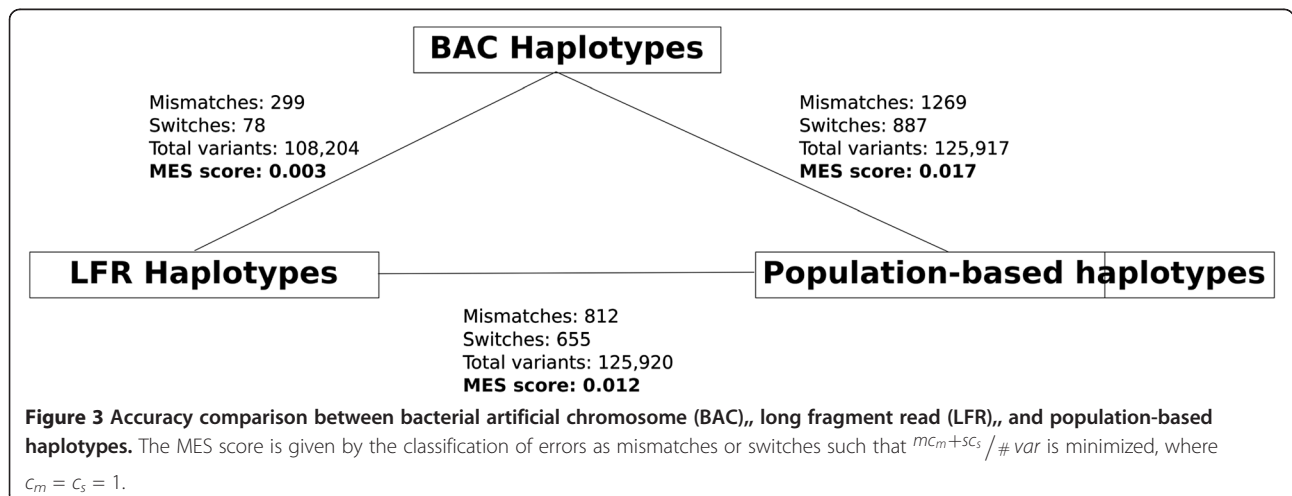 BAC Haplotypes
Mismatches: 299
Switches: 78
Total variants: 108,204
MES score: 0.003
Mismatches: 1269
Switches: 887
Total variants: 125,917
MES score: 0.017
LFR Haplotypes
Population-based haplotypes
Mismatches: 812
Switches: 655
Total variants: 125,920
MES score: 0.012
Figure 3 Accuracy comparison between bacterial artificial chromosome (BAC),, long fragment read (LFR),, and population-based
haplotypes. The MES score is given by the classification of errors as mismatches or switches such that mcₘ+scₛ/# var is minimized, where
cₘ = cₛ = 1.